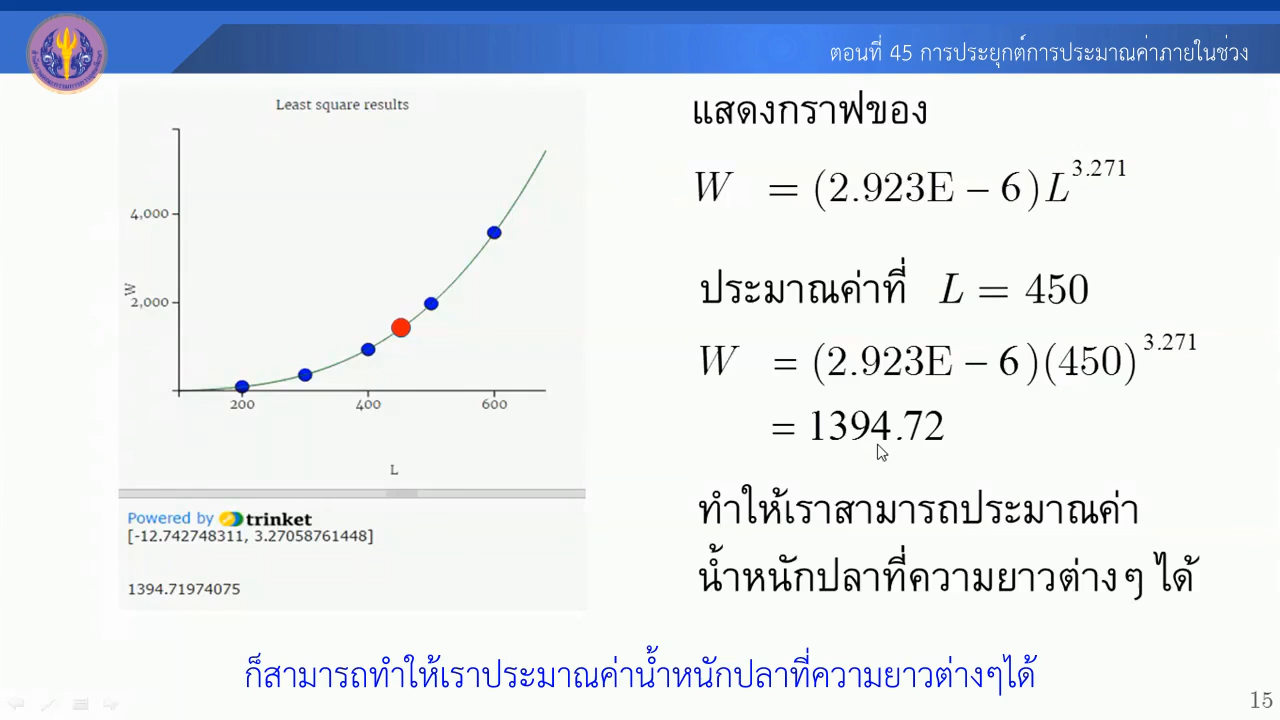 ตอนที่ 45 การประยุกต์การประมาณค่าภายในช่วง
Least square results
4,000
W
2,000
200 400 600
L
Powered by trinket
[-12.742748311, 3.27058761448]
1394.71974075
แสดงกราฟของ
W = (2.923E − 6)L^3.271
ประมาณค่าที่ L = 450
W = (2.923E − 6)(450)^3.271
= 1394.72
ทำให้เราสามารถประมาณค่า
น้ำหนักปลาที่ความยาวต่างๆ ได้
ก็สามารถทำให้เราประมาณค่าน้ำหนักปลาที่ความยาวต่างๆได้
15